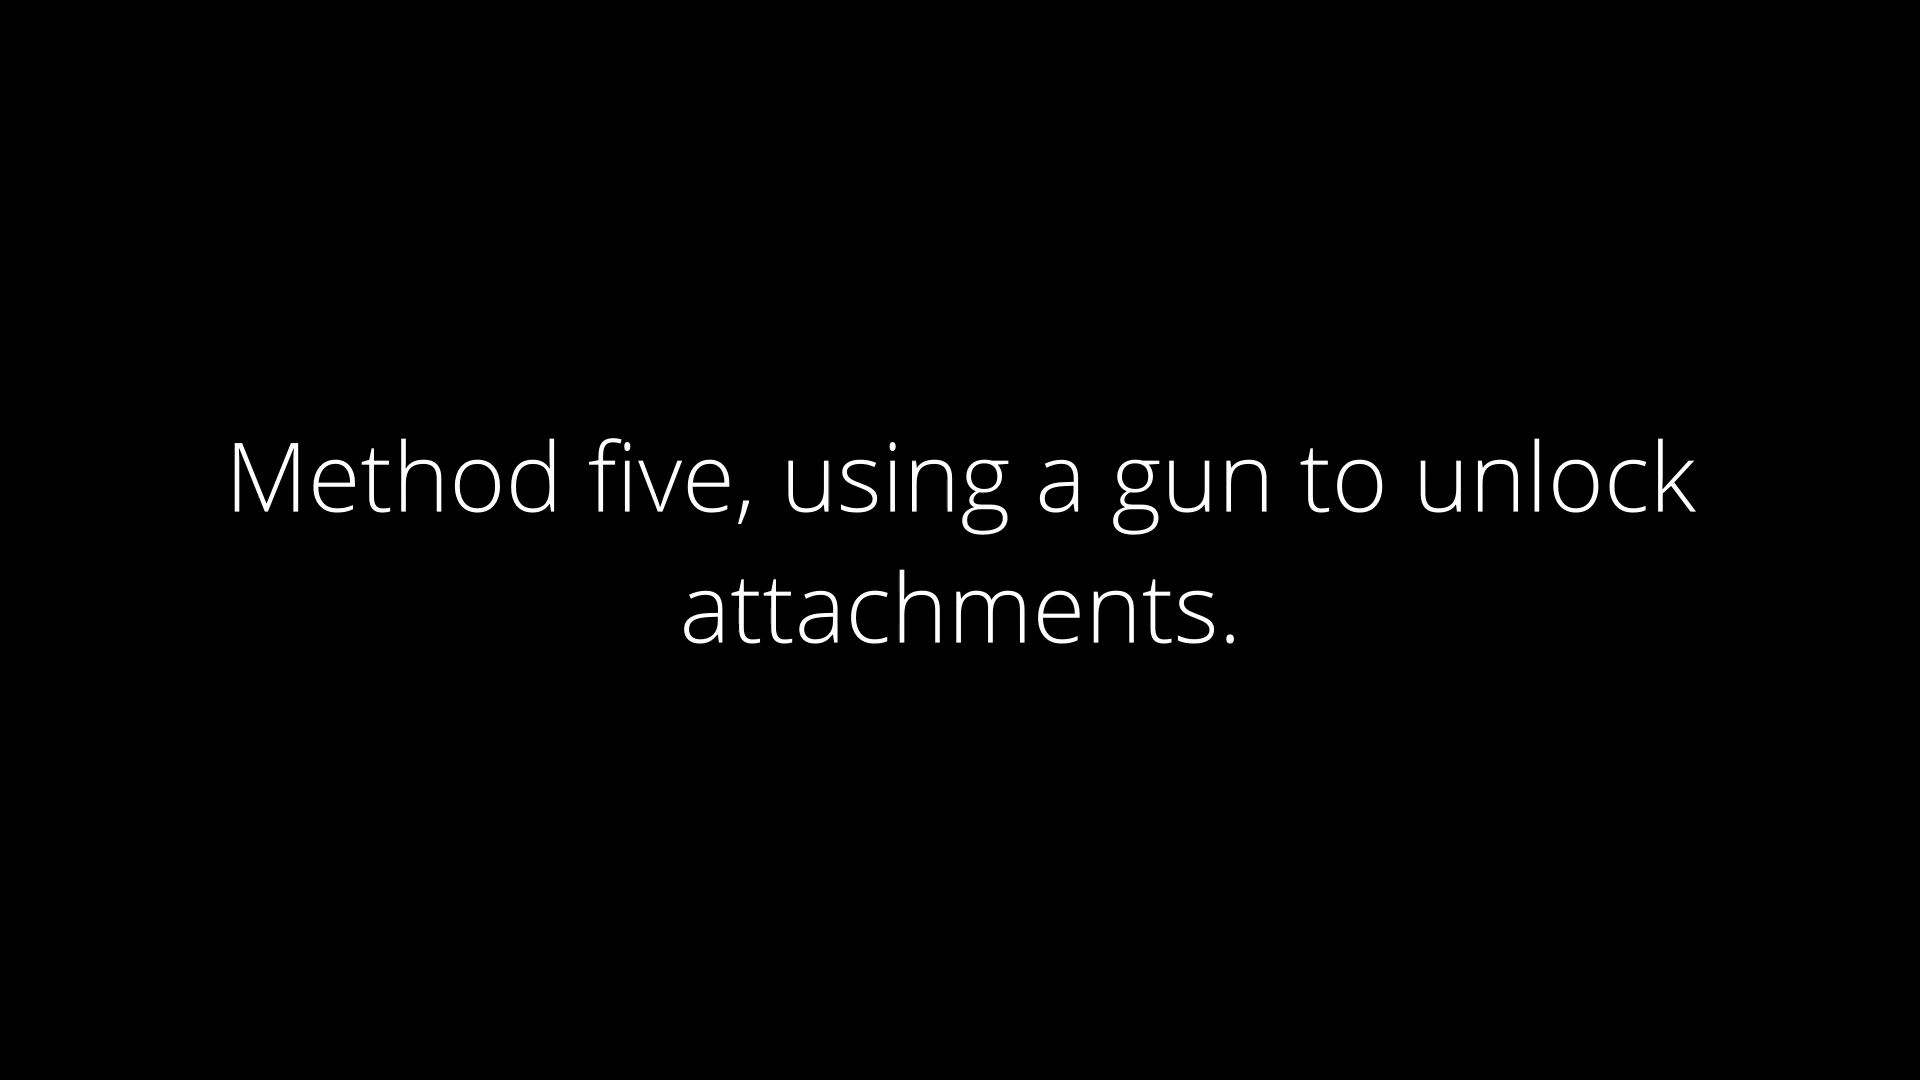 Method five, using a gun to unlock
attachments.